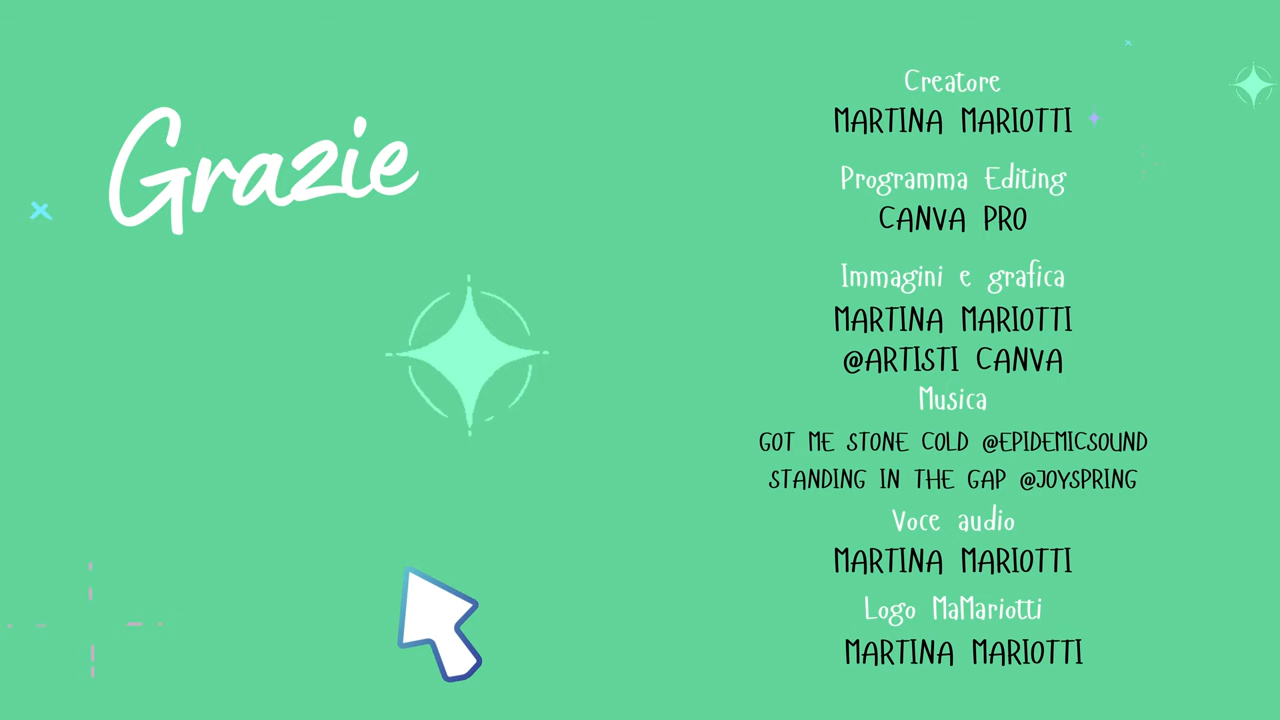 Grazie
Creatore
MARTINA MARIOTTI
Programma Editing
CANVA PRO
Immagini e grafica
MARTINA MARIOTTI
@ARTISTI CANVA
Musica
GOT ME STONE COLD @EPIDEMICSOUND
STANDING IN THE GAP @JOYSPRING
Voce audio
MARTINA MARIOTTI
Logo MaMariotti
MARTINA MARIOTTI